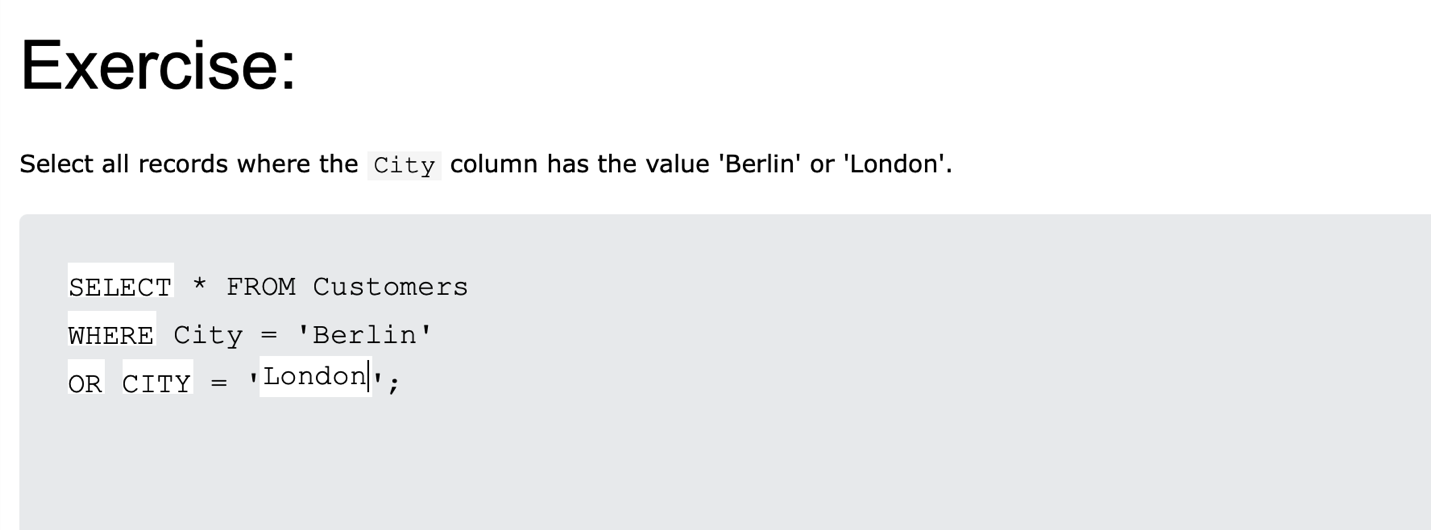 Exercise:
Select all records where the City column has the value 'Berlin' or 'London'.
SELECT * FROM Customers
WHERE City = 'Berlin'
OR CITY = 'London';